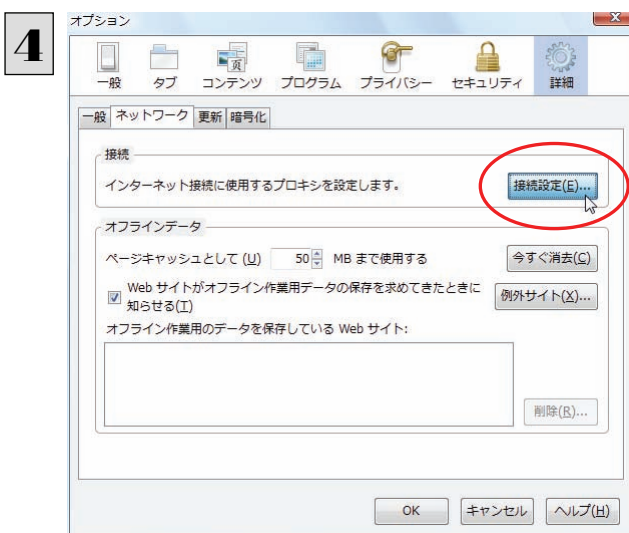 4
オプション
一般 タブ コンテンツ プログラム プライバシー セキュリティ 詳細
一般 ネットワーク 更新 暗号化
接続
インターネット接続に使用するプロキシを設定します。 接続設定(E)...
オフラインデータ
ページキャッシュとして (U) 50 MB まで使用する 今すぐ消去(C)
Web サイトがオフライン作業用データの保存を求めてきたときに
知らせる(T) 例外サイト(X)...
オフライン作業用のデータを保存している Web サイト:
削除(R)...
OK キャンセル ヘルプ(H)